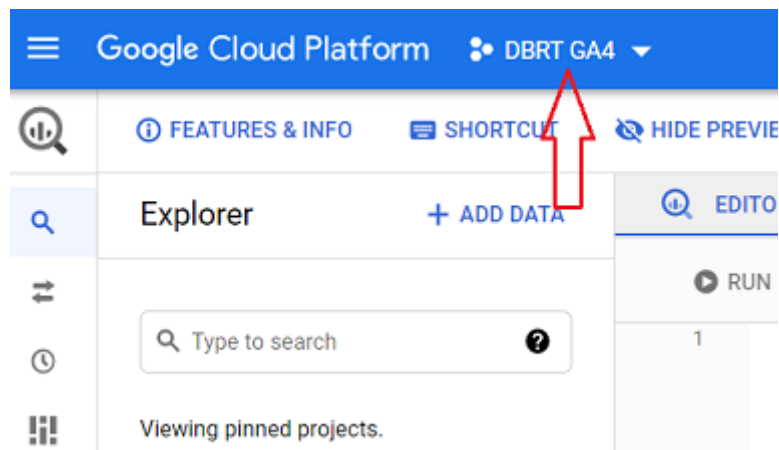 Google Cloud Platform DBRT GA4
FEATURES & INFO SHORTCUT HIDE PREVIE
Explorer + ADD DATA EDITO
RUN
Type to search 1
Viewing pinned projects.